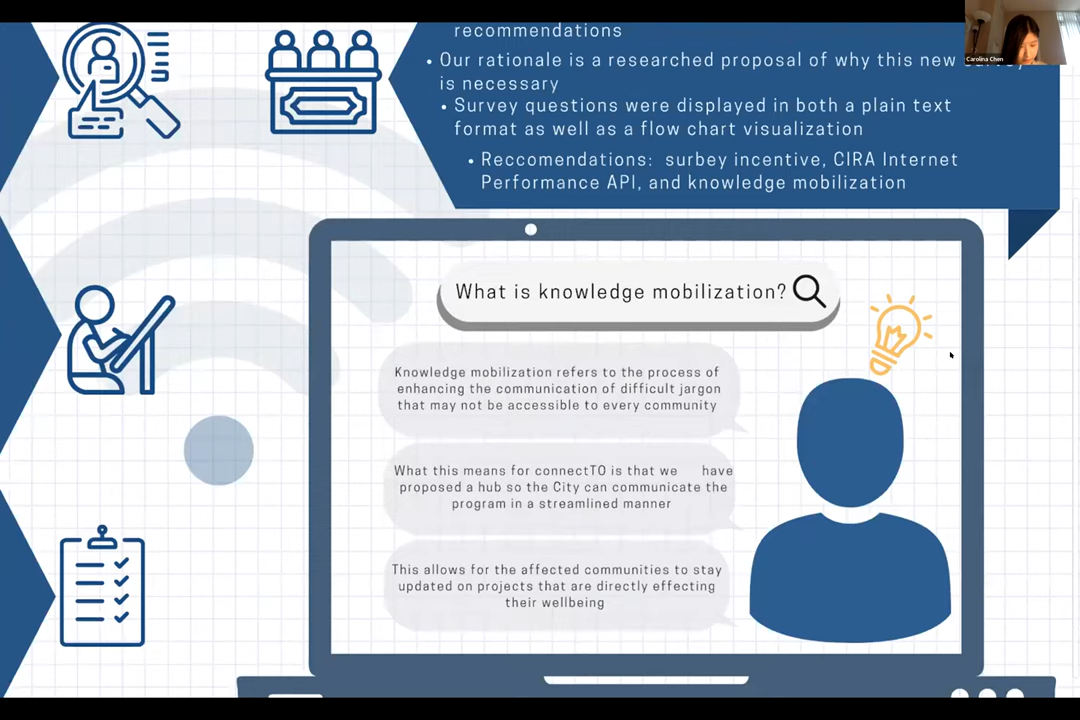 recommendations
• Our rationale is a researched proposal of why this new
is necessary
• Survey questions were displayed in both a plain text
format as well as a flow chart visualization
• Reccomendations: surbey incentive, CIRA Internet
Performance API, and knowledge mobilization
Carolina Chen
What is knowledge mobilization?
Knowledge mobilization refers to the process of
enhancing the communication of difficult jargon
that may not be accessible to every community
What this means for connectTO is that we have
proposed a hub so the City can communicate the
program in a streamlined manner
This allows for the affected communities to stay
updated on projects that are directly effecting
their wellbeing